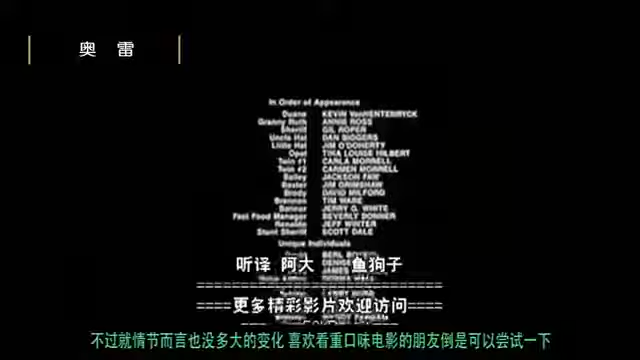 奥 雷
In Order of Appearance
Duane KEVIN VanHENTENRYCK
Granny Ruth ANNIE ROSS
Sheriff GIL ROPER
Uncle Hal DAN BIGGERS
Little Hal JIM O'DOHERTY
Opal TINA LOUISE HILBERT
Twin #1 CARLA MORRELL
Twin #2 CARMEN MORRELL
Bailey JACKSON FAW
Baxter JIM GRIMSHAW
Brody DAVID MILFORD
Brennan TIM WARE
Banner JERRY G. WHITE
Fast Food Manager BEVERLY BONNER
Renaldo JEFF WINTER
Stunt Sheriff SCOTT DALE
Unique Individuals
BERL
DENISE
JAMES
听译 阿大 鱼狗子
====更多精彩影片欢迎访问====
不过就情节而言也没多大的变化 喜欢看重口味电影的朋友倒是可以尝试一下